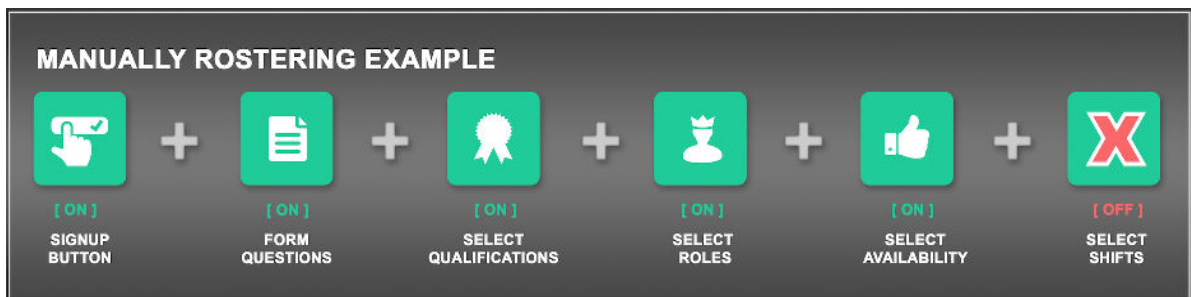 MANUALLY ROSTERING EXAMPLE
[ ON ]
[ ON ]
[ ON ]
[ ON ]
[ ON ]
[ OFF ]
SIGNUP
BUTTON
FORM
QUESTIONS
SELECT
QUALIFICATIONS
SELECT
ROLES
SELECT
AVAILABILITY
SELECT
SHIFTS